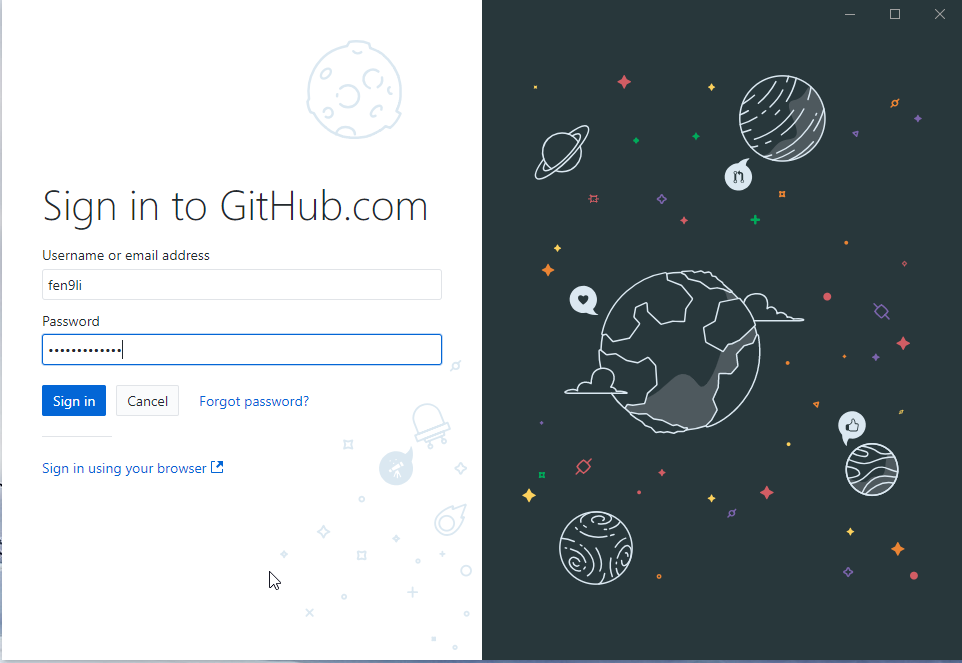 Sign in to GitHub.com
Username or email address
fen9li
Password
•••••••••••••
Sign in Cancel Forgot password?
Sign in using your browser